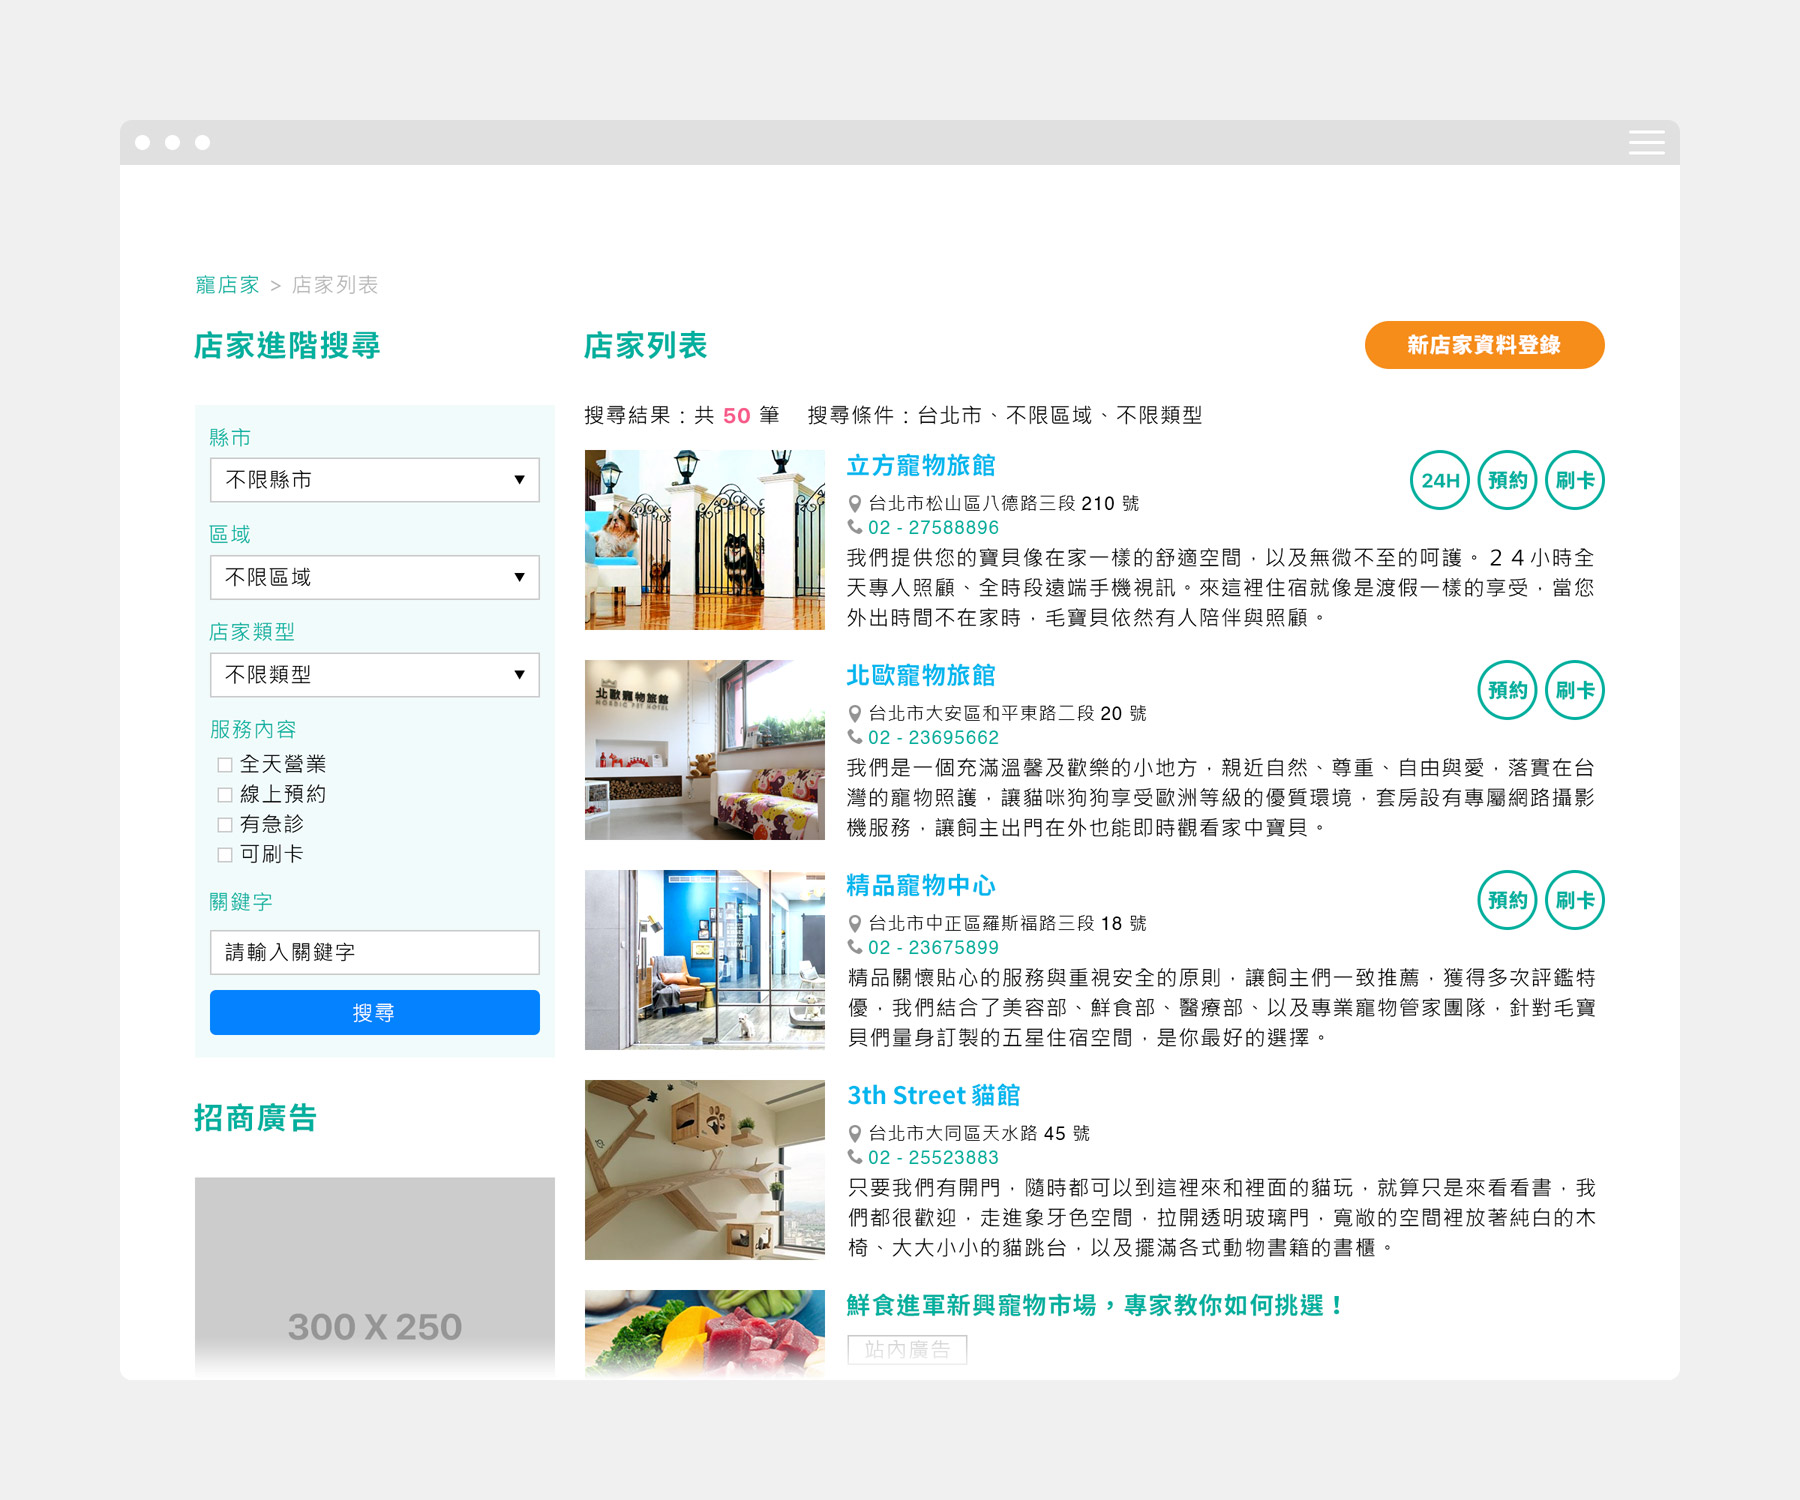 寵店家 > 店家列表
店家進階搜尋
縣市
不限縣市
區域
不限區域
店家類型
不限類型
服務內容
全天營業
線上預約
有急診
可刷卡
關鍵字
請輸入關鍵字
搜尋
招商廣告
300 X 250
店家列表
新店家資料登錄
搜尋結果：共 50 筆　搜尋條件：台北市、不限區域、不限類型
北歐寵物旅館
NORDIC PET HOTEL
立方寵物旅館
24H 預約 刷卡
台北市松山區八德路三段 210 號
02 - 27588896
我們提供您的寶貝像在家一樣的舒適空間，以及無微不至的呵護。２４小時全
天專人照顧、全時段遠端手機視訊。來這裡住宿就像是渡假一樣的享受，當您
外出時間不在家時，毛寶貝依然有人陪伴與照顧。
北歐寵物旅館
預約 刷卡
台北市大安區和平東路二段 20 號
02 - 23695662
我們是一個充滿溫馨及歡樂的小地方，親近自然、尊重、自由與愛，落實在台
灣的寵物照護，讓貓咪狗狗享受歐洲等級的優質環境，套房設有專屬網路攝影
機服務，讓飼主出門在外也能即時觀看家中寶貝。
精品寵物中心
預約 刷卡
台北市中正區羅斯福路三段 18 號
02 - 23675899
精品關懷貼心的服務與重視安全的原則，讓飼主們一致推薦，獲得多次評鑑特
優，我們結合了美容部、鮮食部、醫療部、以及專業寵物管家團隊，針對毛寶
貝們量身訂製的五星住宿空間，是你最好的選擇。
3th Street 貓館
台北市大同區天水路 45 號
02 - 25523883
只要我們有開門，隨時都可以到這裡來和裡面的貓玩，就算只是來看看書，我
們都很歡迎，走進象牙色空間，拉開透明玻璃門，寬敞的空間裡放著純白的木
椅、大大小小的貓跳台，以及擺滿各式動物書籍的書櫃。
鮮食進軍新興寵物市場，專家教你如何挑選！
站內廣告